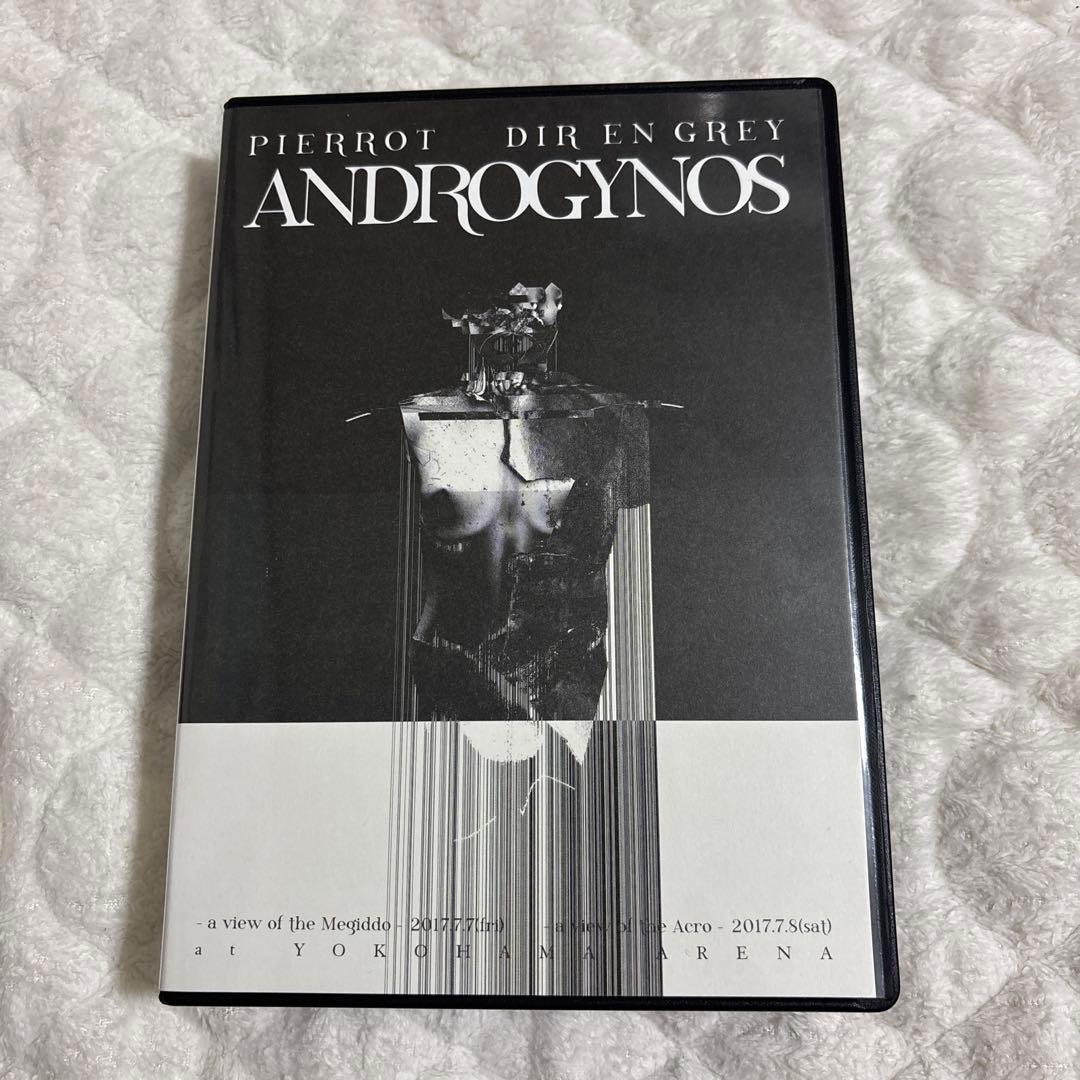 PIERROT DIR EN GREY
ANDROGYNOS
- a view of the Megiddo - 2017.7.7(fri) - a view of the Acro - 2017.7.8(sat)
at YOKOHAMA ARENA